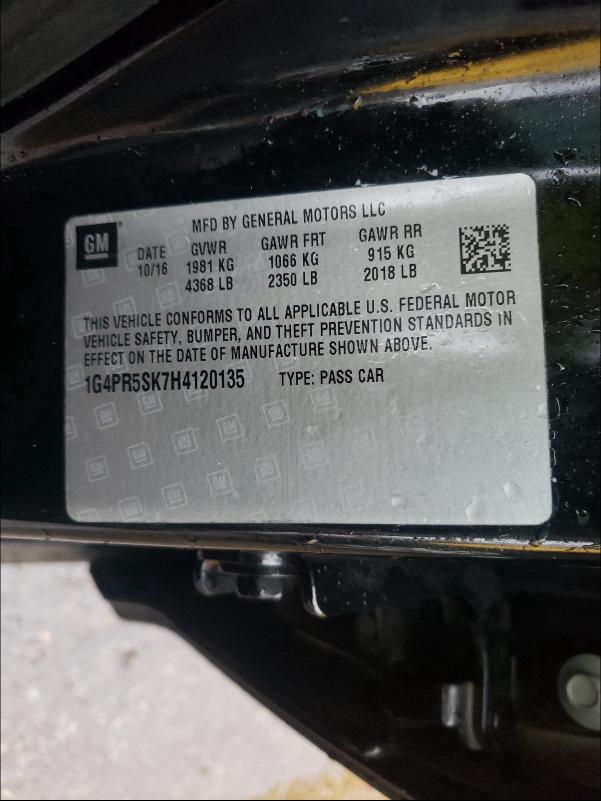 GM
MFD BY GENERAL MOTORS LLC
DATE GVWR GAWR FRT GAWR RR
10/16 1981 KG 1066 KG 915 KG
4368 LB 2350 LB 2018 LB
THIS VEHICLE CONFORMS TO ALL APPLICABLE U.S. FEDERAL MOTOR
VEHICLE SAFETY, BUMPER, AND THEFT PREVENTION STANDARDS IN
EFFECT ON THE DATE OF MANUFACTURE SHOWN ABOVE.
1G4PR5SK7H4120135 TYPE: PASS CAR